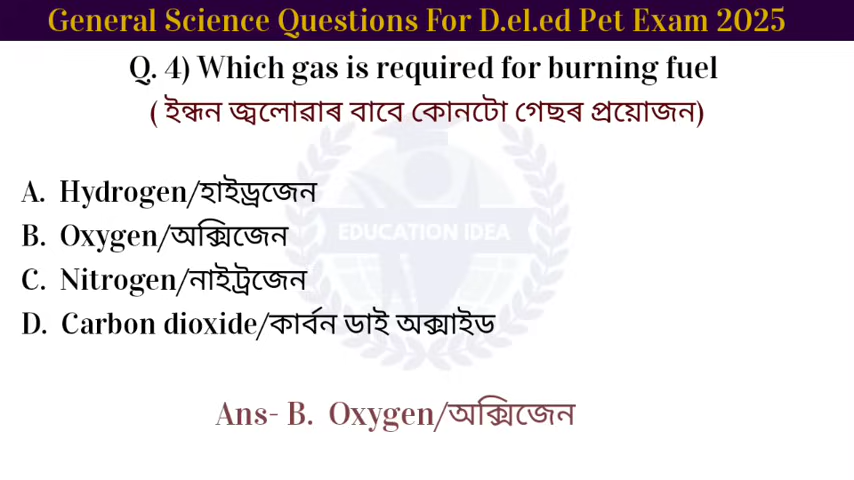 General Science Questions For D.el.ed Pet Exam 2025
Q. 4) Which gas is required for burning fuel
( ইন্ধন জ্বলোৱাৰ বাবে কোনটো গেছৰ প্ৰয়োজন)
A. Hydrogen/হাইড্ৰজেন
B. Oxygen/অক্সিজেন
EDUCATION IDEA
C. Nitrogen/নাইট্ৰজেন
D. Carbon dioxide/কাৰ্বন ডাই অক্সাইড
Ans- B. Oxygen/অক্সিজেন